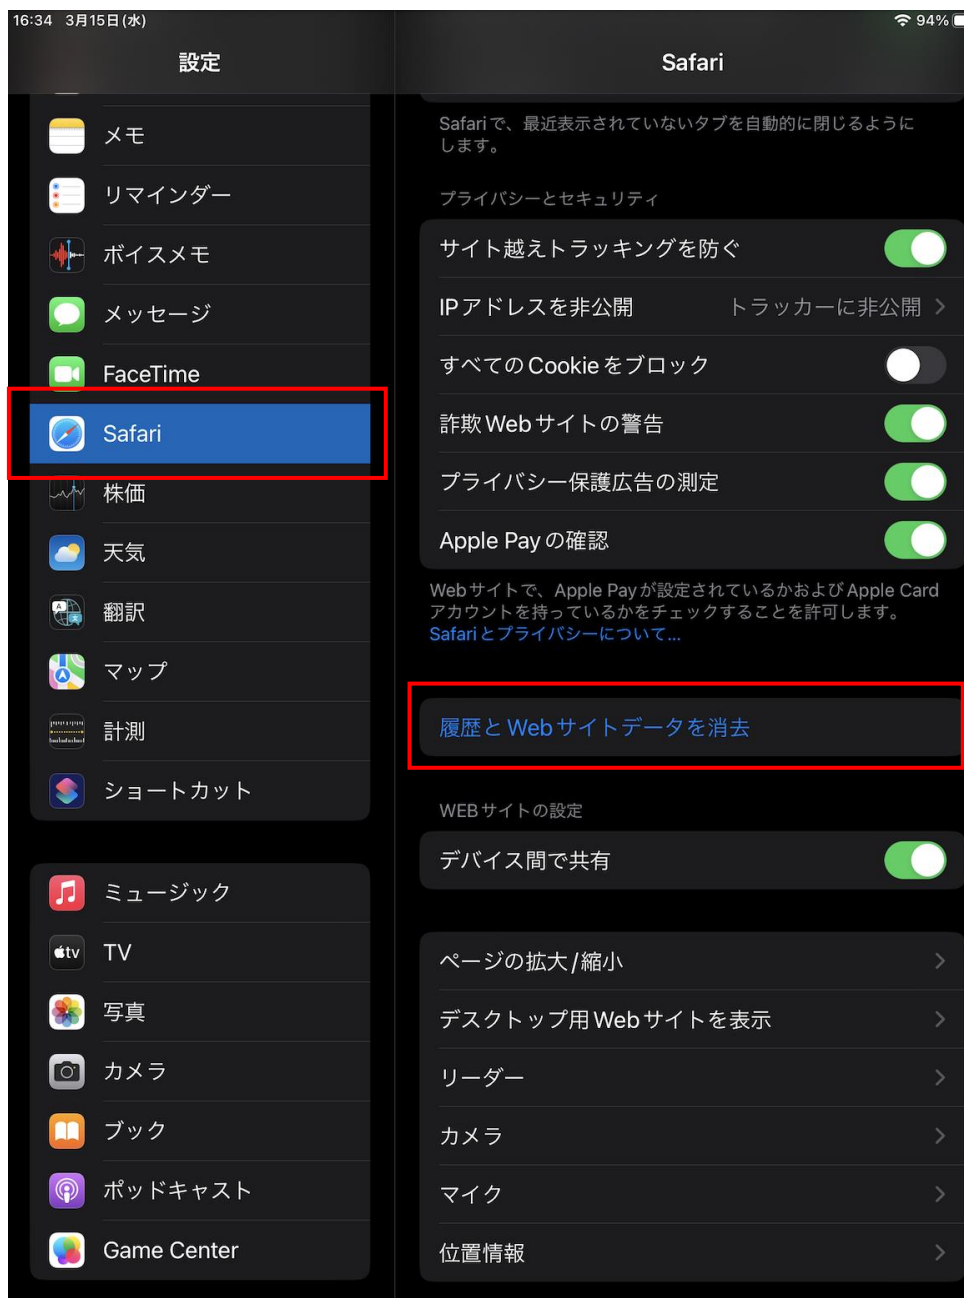 16:34 3月15日(水)
94%
設定
メモ
リマインダー
ボイスメモ
メッセージ
FaceTime
Safari
株価
天気
翻訳
マップ
計測
ショートカット
ミュージック
tv
TV
写真
カメラ
ブック
ポッドキャスト
Game Center
Safari
Safariで、最近表示されていないタブを自動的に閉じるように
します。
プライバシーとセキュリティ
サイト越えトラッキングを防ぐ
IPアドレスを非公開 トラッカーに非公開
すべてのCookieをブロック
詐欺Webサイトの警告
プライバシー保護広告の測定
Apple Payの確認
Webサイトで、Apple Payが設定されているかおよびApple Card
アカウントを持っているかをチェックすることを許可します。
Safariとプライバシーについて...
履歴とWebサイトデータを消去
WEBサイトの設定
デバイス間で共有
ページの拡大/縮小
デスクトップ用Webサイトを表示
リーダー
カメラ
マイク
位置情報